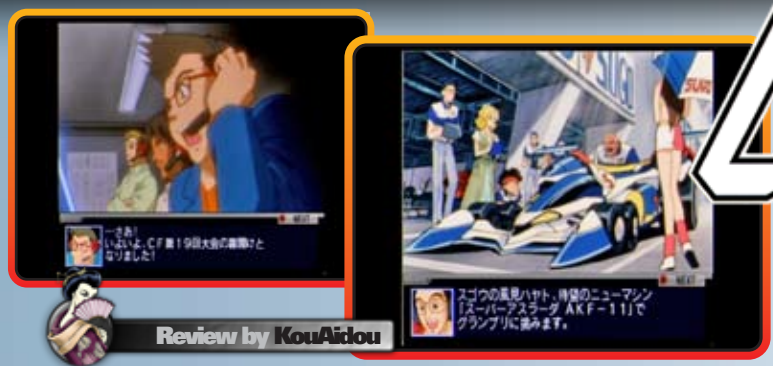 NEXT
一さあ!
いよいよ、CF第19回大会の幕開けと
なりました!
SUGO
NEXT
スゴウの風見ハヤト、待望のニューマシン
「スーパーアスラーダ AKF-11」で
グランプリに挑みます。
Review by KouAidou